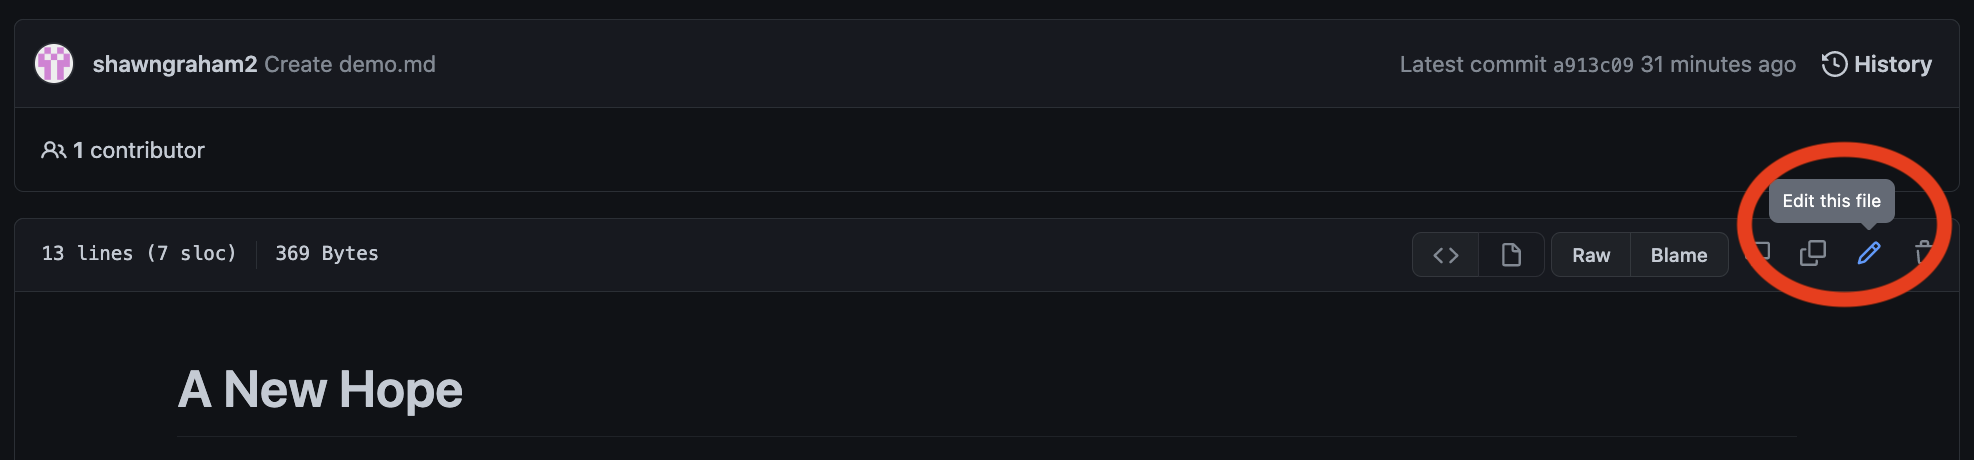 shawngraham2 Create demo.md
Latest commit a913c09 31 minutes ago
History
1 contributor
Edit this file
13 lines (7 sloc)
369 Bytes
Raw
Blame
A New Hope